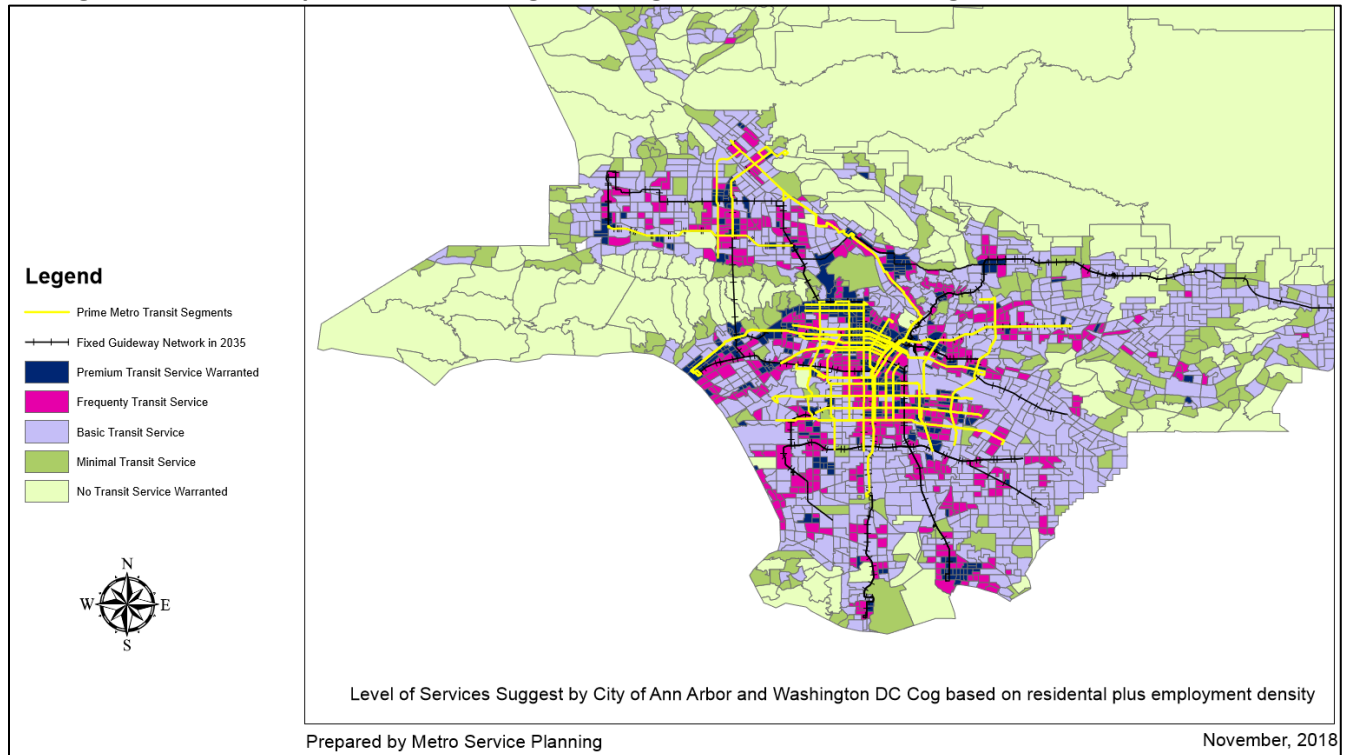 Legend
Prime Metro Transit Segments
Fixed Guideway Network in 2035
Premium Transit Service Warranted
Frequenty Transit Service
Basic Transit Service
Minimal Transit Service
No Transit Service Warranted
N
W E
S
Level of Services Suggest by City of Ann Arbor and Washington DC Cog based on residental plus employment density
Prepared by Metro Service Planning November, 2018